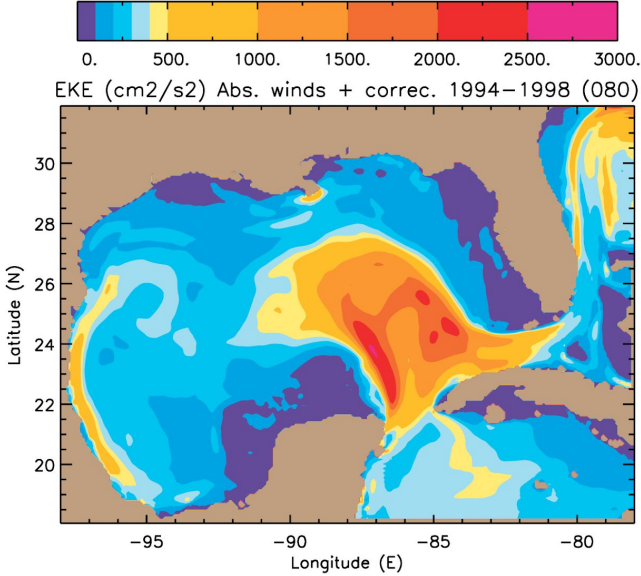 0. 500. 1000. 1500. 2000. 2500. 3000.
EKE (cm2/s2) Abs. winds + correc. 1994-1998 (080)
30
28
26
24
22
20
Latitude (N)
-95 -90 -85 -80
Longitude (E)